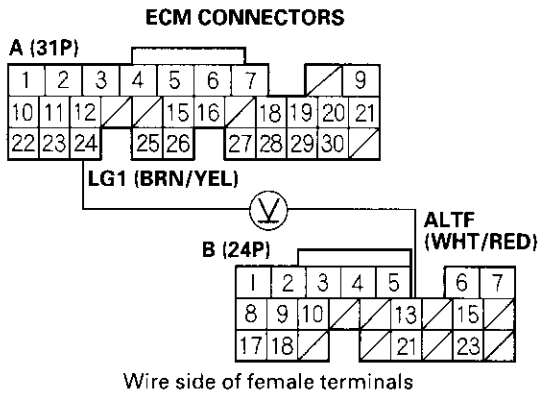 ECM CONNECTORS
A (31P)
1 2 3 4 5 6 7 9
10 11 12 15 16 18 19 20 21
22 23 24 25 26 27 28 29 30
LG1 (BRN/YEL)
V
ALTF
(WHT/RED)
B (24P)
1 2 3 4 5 6 7
8 9 10 13 15
17 18 21 23
Wire side of female terminals